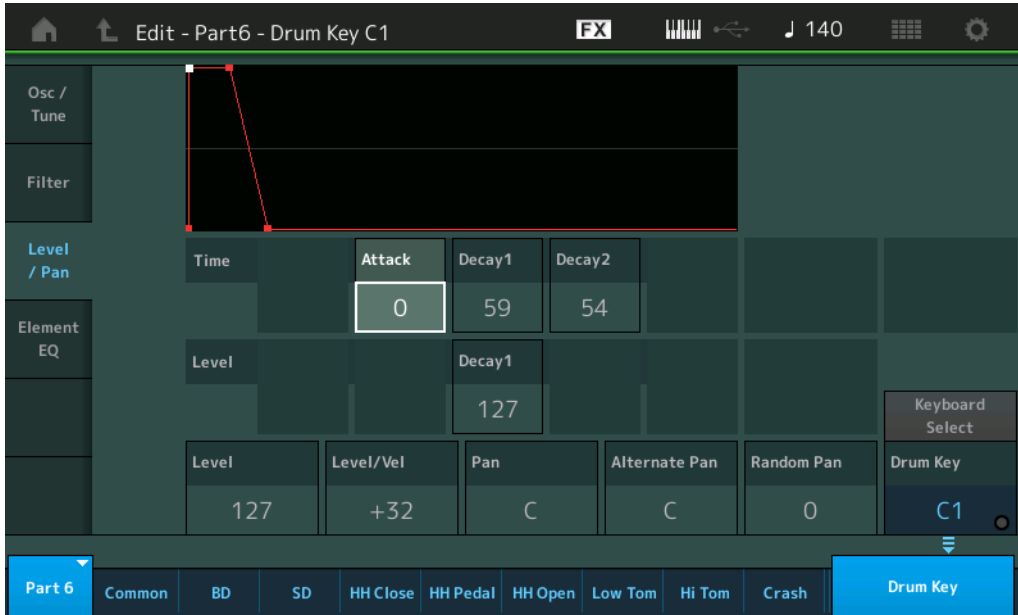 Edit - Part6 - Drum Key C1
FX
♩ 140
Osc /
Tune
Filter
Level
/ Pan
Element
EQ
Time
Attack
Decay1
Decay2
0
59
54
Level
Decay1
127
Keyboard
Select
Level
Level/Vel
Pan
Alternate Pan
Random Pan
Drum Key
127
+32
C
C
0
C1
Part 6
Common
BD
SD
HH Close
HH Pedal
HH Open
Low Tom
Hi Tom
Crash
Drum Key